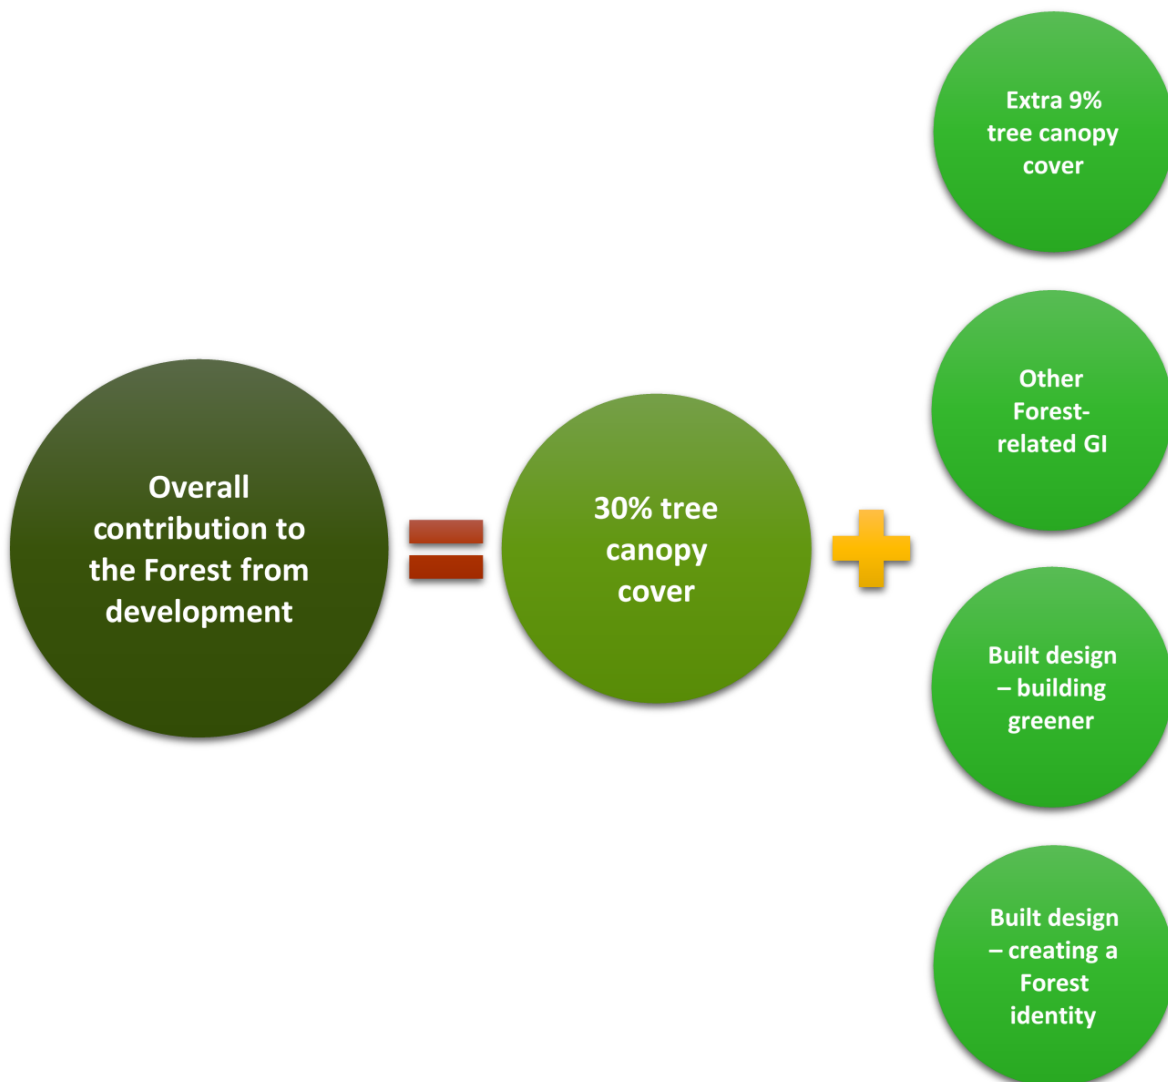 Overall
contribution to
the Forest from
development
30% tree
canopy
cover
Extra 9%
tree canopy
cover
Other
Forest-
related GI
Built design
– building
greener
Built design
– creating a
Forest
identity